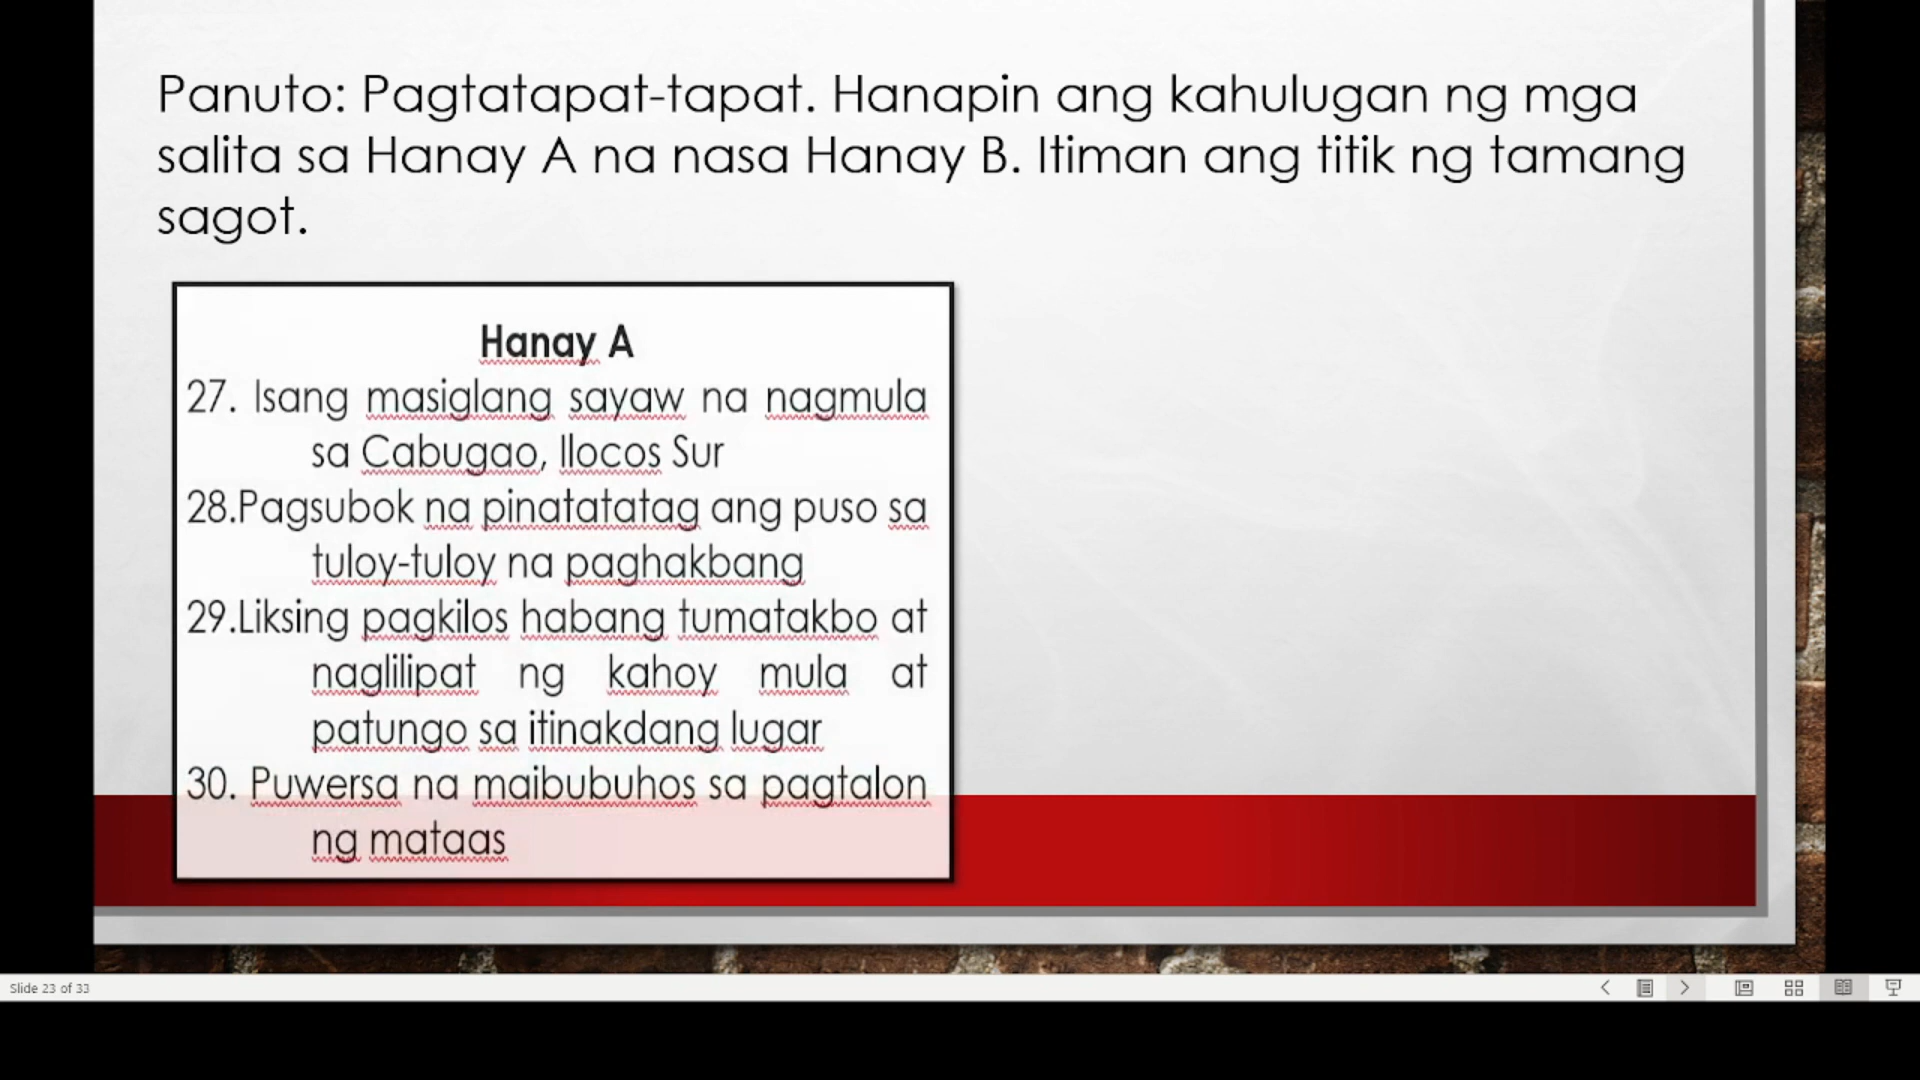 Panuto: Pagtatapat-tapat. Hanapin ang kahulugan ng mga
salita sa Hanay A na nasa Hanay B. Itiman ang titik ng tamang
sagot.
Hanay A
27. Isang masiglang sayaw na nagmula
sa Cabugao, Ilocos Sur
28.Pagsubok na pinatatatag ang puso sa
tuloy-tuloy na paghakbang
29.Liksing pagkilos habang tumatakbo at
naglilipat ng kahoy mula at
patungo sa itinakdang lugar
30. Puwersa na maibubuhos sa pagtalon
ng mataas
Slide 23 of 33